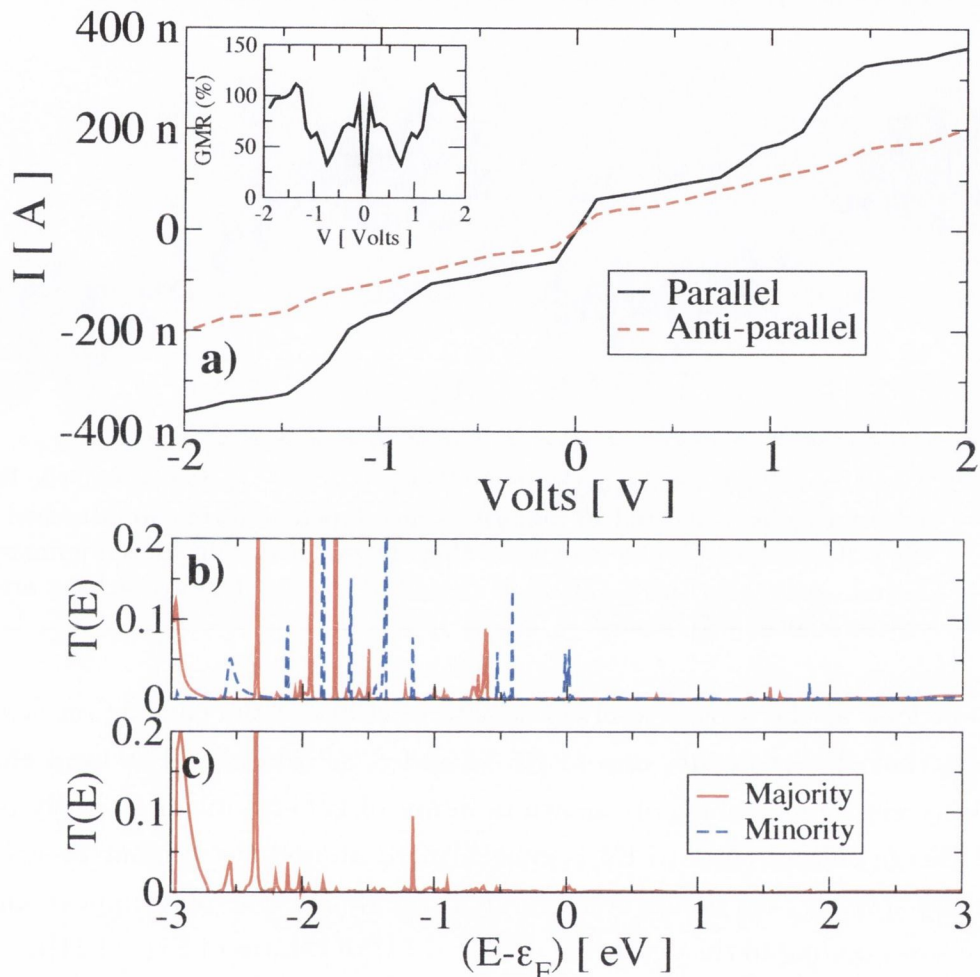 400 n
200 n
0
-200 n
-400 n
I [ A ]
150
100
50
0
GMR (%)
-2 -1 0 1 2
V [ Volts ]
Parallel
Anti-parallel
a)
-2 -1 0 1 2
Volts [ V ]
b)
0.2
0.1
0
T(E)
c)
0.2
0.1
0
T(E)
Majority
Minority
-3 -2 -1 0 1 2 3
(E-ε_F) [ eV ]